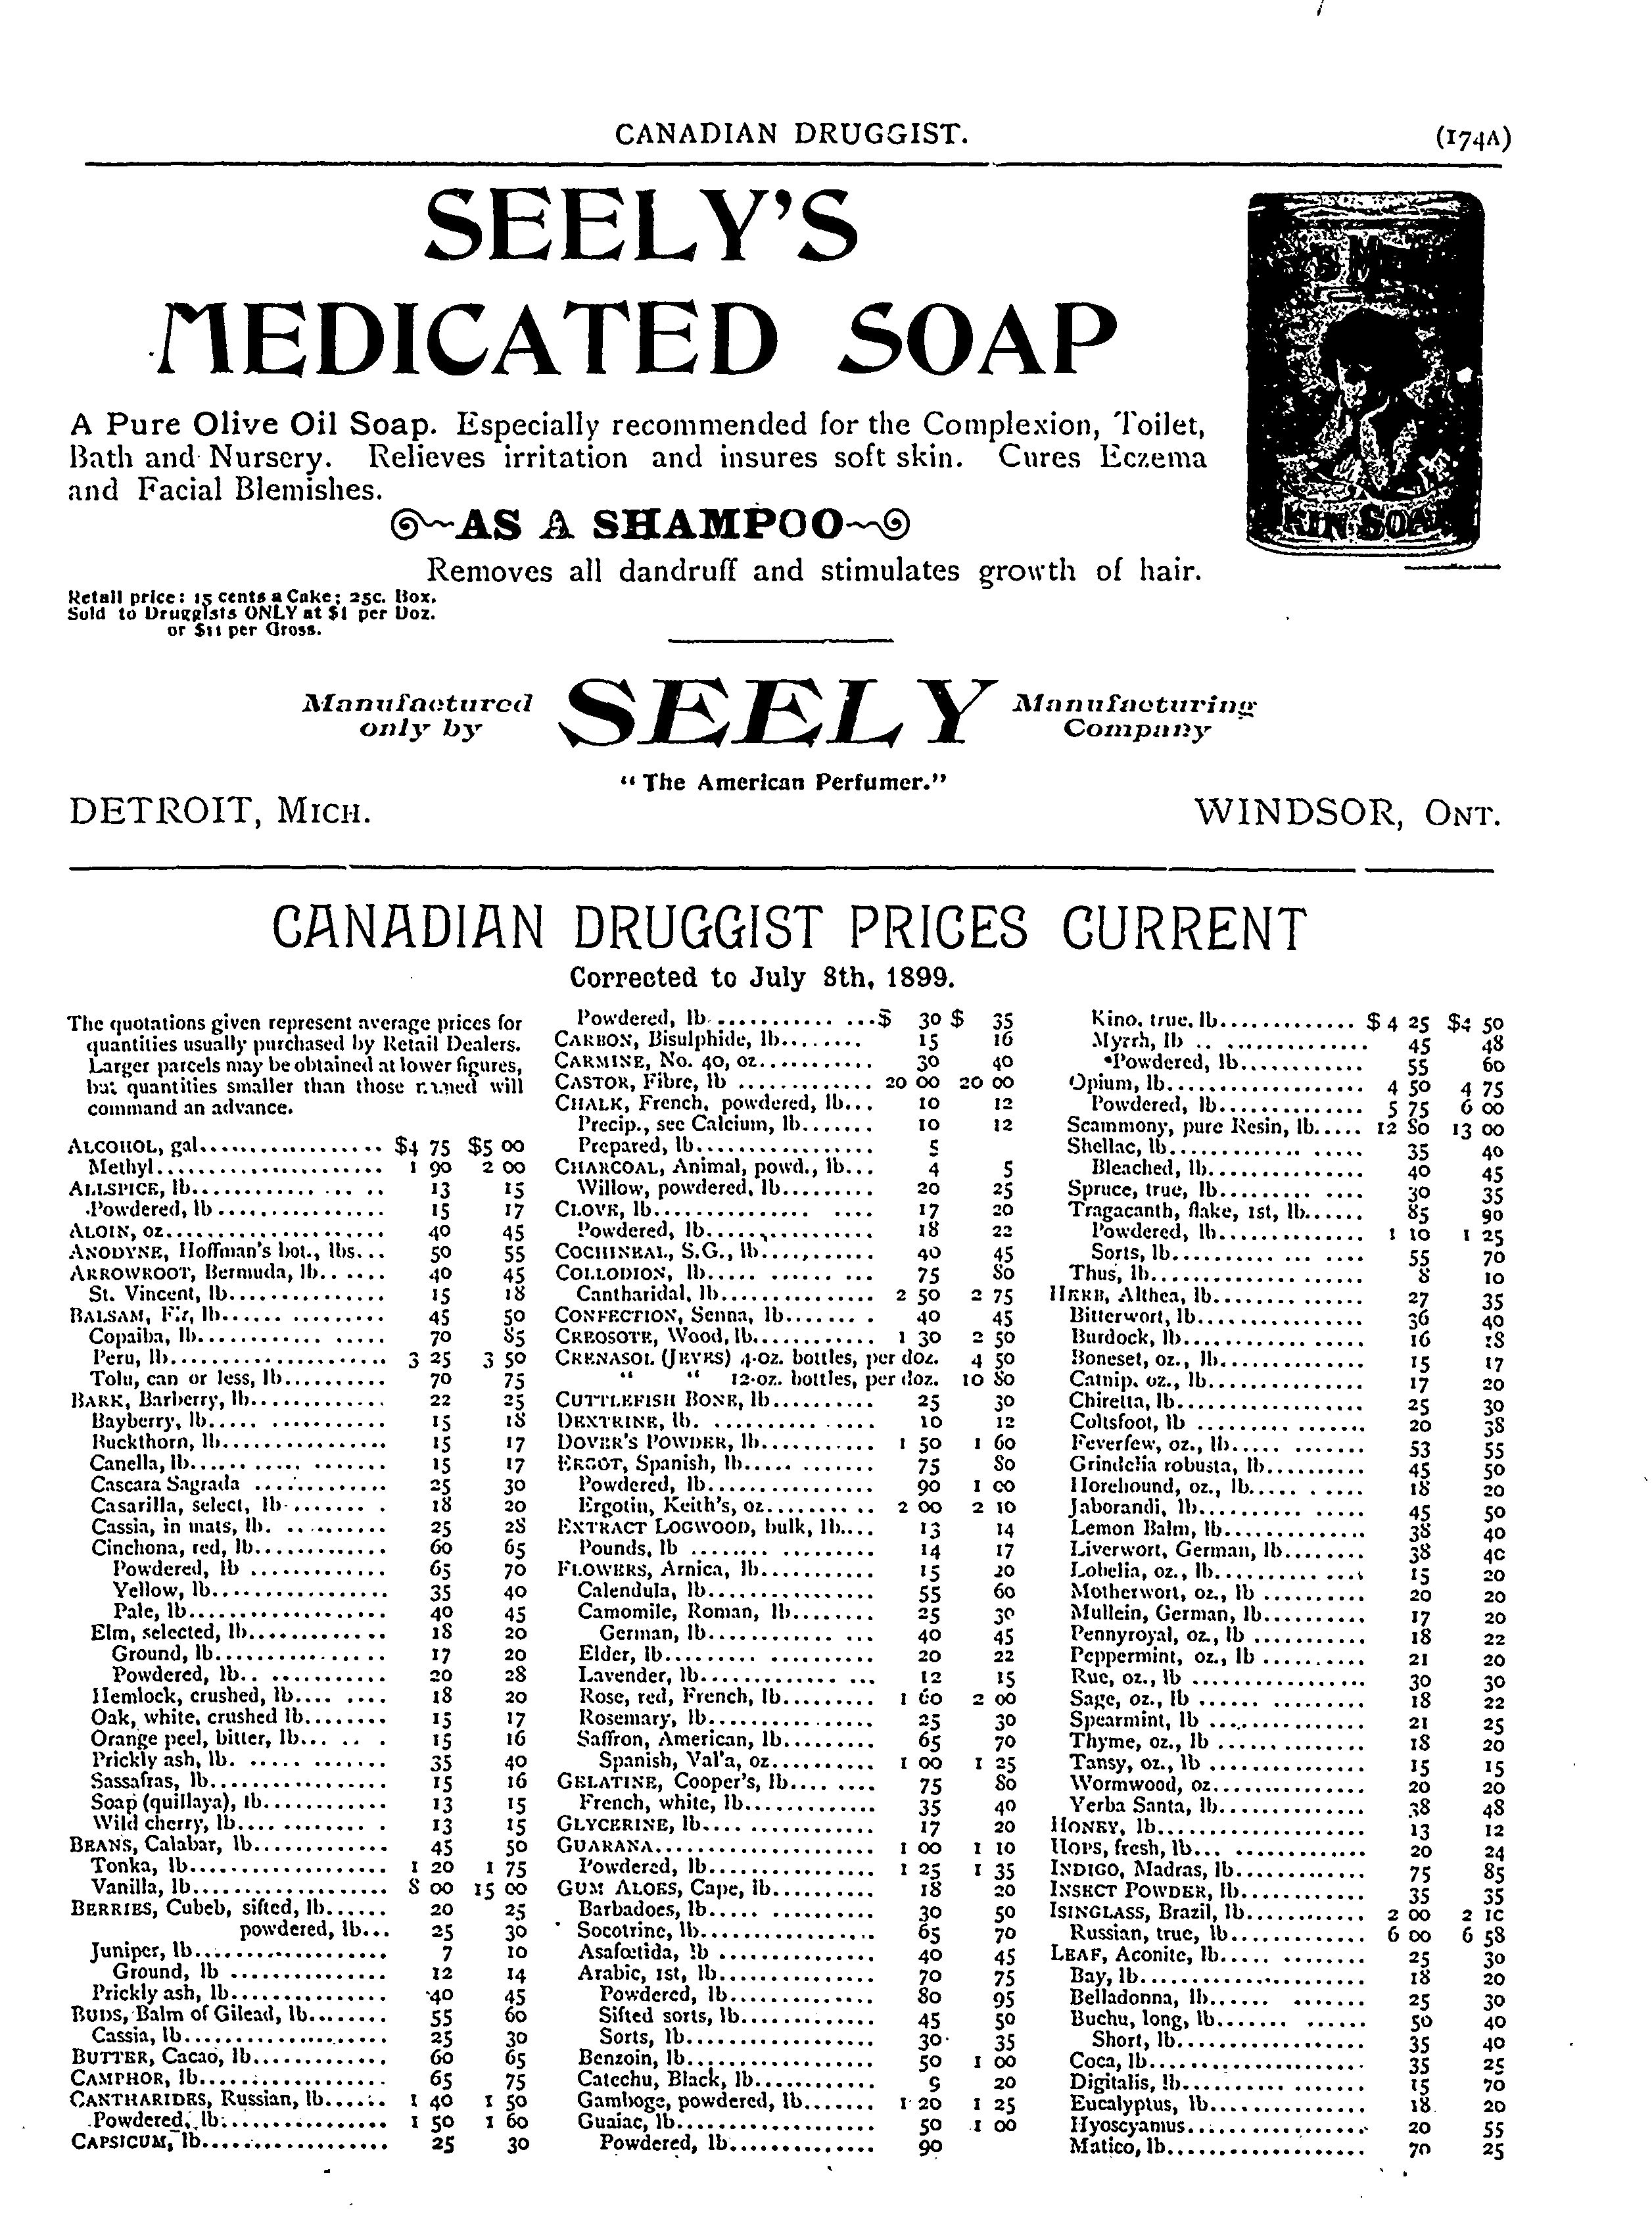 CANADIAN DRUGGIST. (174A)
SEELY'S
MEDICATED SOAP
A Pure Olive Oil Soap. Especially recommended for the Complexion, Toilet,
Bath and Nursery. Relieves irritation and insures soft skin. Cures Eczema
and Facial Blemishes.
AS A SHAMPOO
Removes all dandruff and stimulates growth of hair.
Retail price: 15 cents a Cake; 25c. Box.
Sold to Druggists ONLY at $1 per Doz.
or $11 per Gross.
KIN SOA
Manufactured
only by
SEELY
Manufacturing
Company
"The American Perfumer."
DETROIT, MICH. WINDSOR, ONT.
CANADIAN DRUGGIST PRICES CURRENT
Corrected to July 8th, 1899.
The quotations given represent average prices for
quantities usually purchased by Retail Dealers.
Larger parcels may be obtained at lower figures,
but quantities smaller than those named will
command an advance.
ALCOHOL, gal. $4 75 $5 00
Methyl 1 90 2 00
ALLSPICE, lb 13 15
Powdered, lb 15 17
ALOIN, oz 40 45
ANODYNE, Hoffman's bot., lbs 50 55
ARROWROOT, Bermuda, lb 40 45
St. Vincent, lb 15 18
BALSAM, Fir, lb 45 50
Copaiba, lb 70 85
Peru, lb 3 25 3 50
Tolu, can or less, lb 70 75
BARK, Barberry, lb 22 25
Bayberry, lb 15 18
Buckthorn, lb 15 17
Canella, lb 15 17
Cascara Sagrada 25 30
Casarilla, select, lb 18 20
Cassia, in mats, lb. 25 28
Cinchona, red, lb 60 65
Powdered, lb 65 70
Yellow, lb 35 40
Pale, lb 40 45
Elm, selected, lb 18 20
Ground, lb 17 20
Powdered, lb 20 28
Hemlock, crushed, lb 18 20
Oak, white, crushed lb 15 17
Orange peel, bitter, lb 15 16
Prickly ash, lb. 35 40
Sassafras, lb 15 16
Soap (quillaya), lb 13 15
Wild cherry, lb 13 15
BEANS, Calabar, lb 45 50
Tonka, lb 1 20 1 75
Vanilla, lb 8 00 15 00
BERRIES, Cubeb, sifted, lb 20 25
powdered, lb 25 30
Juniper, lb 7 10
Ground, lb 12 14
Prickly ash, lb 40 45
BUDS, Balm of Gilead, lb 55 60
Cassia, lb 25 30
BUTTER, Cacao, lb 60 65
CAMPHOR, lb 65 75
CANTHARIDES, Russian, lb 1 40 1 50
Powdered, lb 1 50 1 60
CAPSICUM, lb 25 30
Powdered, lb $ 30 $ 35
CARBON, Bisulphide, lb 15 16
CARMINE, No. 40, oz 30 40
CASTOR, Fibre, lb 20 00 20 00
CHALK, French, powdered, lb 10 12
Precip., see Calcium, lb 10 12
Prepared, lb 5
CHARCOAL, Animal, powd., lb 4 5
Willow, powdered, lb 20 25
CLOVE, lb 17 20
Powdered, lb 18 22
COCHINEAL, S.G., lb 40 45
COLLODION, lb 75 80
Cantharidal, lb 2 50 2 75
CONFECTION, Senna, lb 40 45
CREOSOTE, Wood, lb 1 30 2 50
CRENASOL (JEYES) 4-oz. bottles, per doz. 4 50
" " 12-oz. bottles, per doz. 10 80
CUTTLEFISH BONE, lb 25 30
DEXTRINE, lb. 10 12
DOVER'S POWDER, lb 1 50 1 60
ERGOT, Spanish, lb 75 80
Powdered, lb 90 1 00
Ergotin, Keith's, oz 2 00 2 10
EXTRACT LOGWOOD, bulk, lb 13 14
Pounds, lb 14 17
FLOWERS, Arnica, lb 15 20
Calendula, lb 55 60
Camomile, Roman, lb 25 30
German, lb 40 45
Elder, lb 20 22
Lavender, lb 12 15
Rose, red, French, lb 1 60 2 00
Rosemary, lb 25 30
Saffron, American, lb 65 70
Spanish, Val'a, oz 1 00 1 25
GELATINE, Cooper's, lb 75 80
French, white, lb 35 40
GLYCERINE, lb 17 20
GUARANA 1 00 1 10
Powdered, lb 1 25 1 35
GUM ALOES, Cape, lb 18 20
Barbadoes, lb 30 50
Socotrine, lb 65 70
Asafœtida, lb 40 45
Arabic, 1st, lb 70 75
Powdered, lb 80 95
Sifted sorts, lb 45 50
Sorts, lb 30 35
Benzoin, lb 50 1 00
Catechu, Black, lb 9 20
Gamboge, powdered, lb 1 20 1 25
Guaiac, lb 50 1 00
Powdered, lb 90
Kino, true, lb $4 25 $4 50
Myrrh, lb 45 48
Powdered, lb 55 60
Opium, lb 4 50 4 75
Powdered, lb 5 75 6 00
Scammony, pure Resin, lb 12 80 13 00
Shellac, lb 35 40
Bleached, lb 40 45
Spruce, true, lb 30 35
Tragacanth, flake, 1st, lb 85 90
Powdered, lb 1 10 1 25
Sorts, lb 55 70
Thus, lb 8 10
HERB, Althea, lb 27 35
Bitterwort, lb 36 40
Burdock, lb 16 18
Boneset, oz., lb 15 17
Catnip, oz., lb 17 20
Chiretta, lb 25 30
Coltsfoot, lb 20 38
Feverfew, oz., lb 53 55
Grindelia robusta, lb 45 50
Horehound, oz., lb 18 20
Jaborandi, lb 45 50
Lemon Balm, lb 38 40
Liverwort, German, lb 38 40
Lobelia, oz., lb 15 20
Motherwort, oz., lb 20 20
Mullein, German, lb 17 20
Pennyroyal, oz., lb 18 22
Peppermint, oz., lb 21 20
Rue, oz., lb 30 30
Sage, oz., lb 18 22
Spearmint, lb 21 25
Thyme, oz., lb 18 20
Tansy, oz., lb 15 15
Wormwood, oz 20 20
Yerba Santa, lb 38 48
HONEY, lb 13 12
HOPS, fresh, lb 20 24
INDIGO, Madras, lb 75 85
INSECT POWDER, lb 35 35
ISINGLASS, Brazil, lb 2 00 2 10
Russian, true, lb 6 00 6 58
LEAF, Aconite, lb 25 30
Bay, lb 18 20
Belladonna, lb 25 30
Buchu, long, lb 50 40
Short, lb 35 40
Coca, lb 35 25
Digitalis, lb 15 70
Eucalyptus, lb 18 20
Hyoscyamus 20 55
Matico, lb 70 25